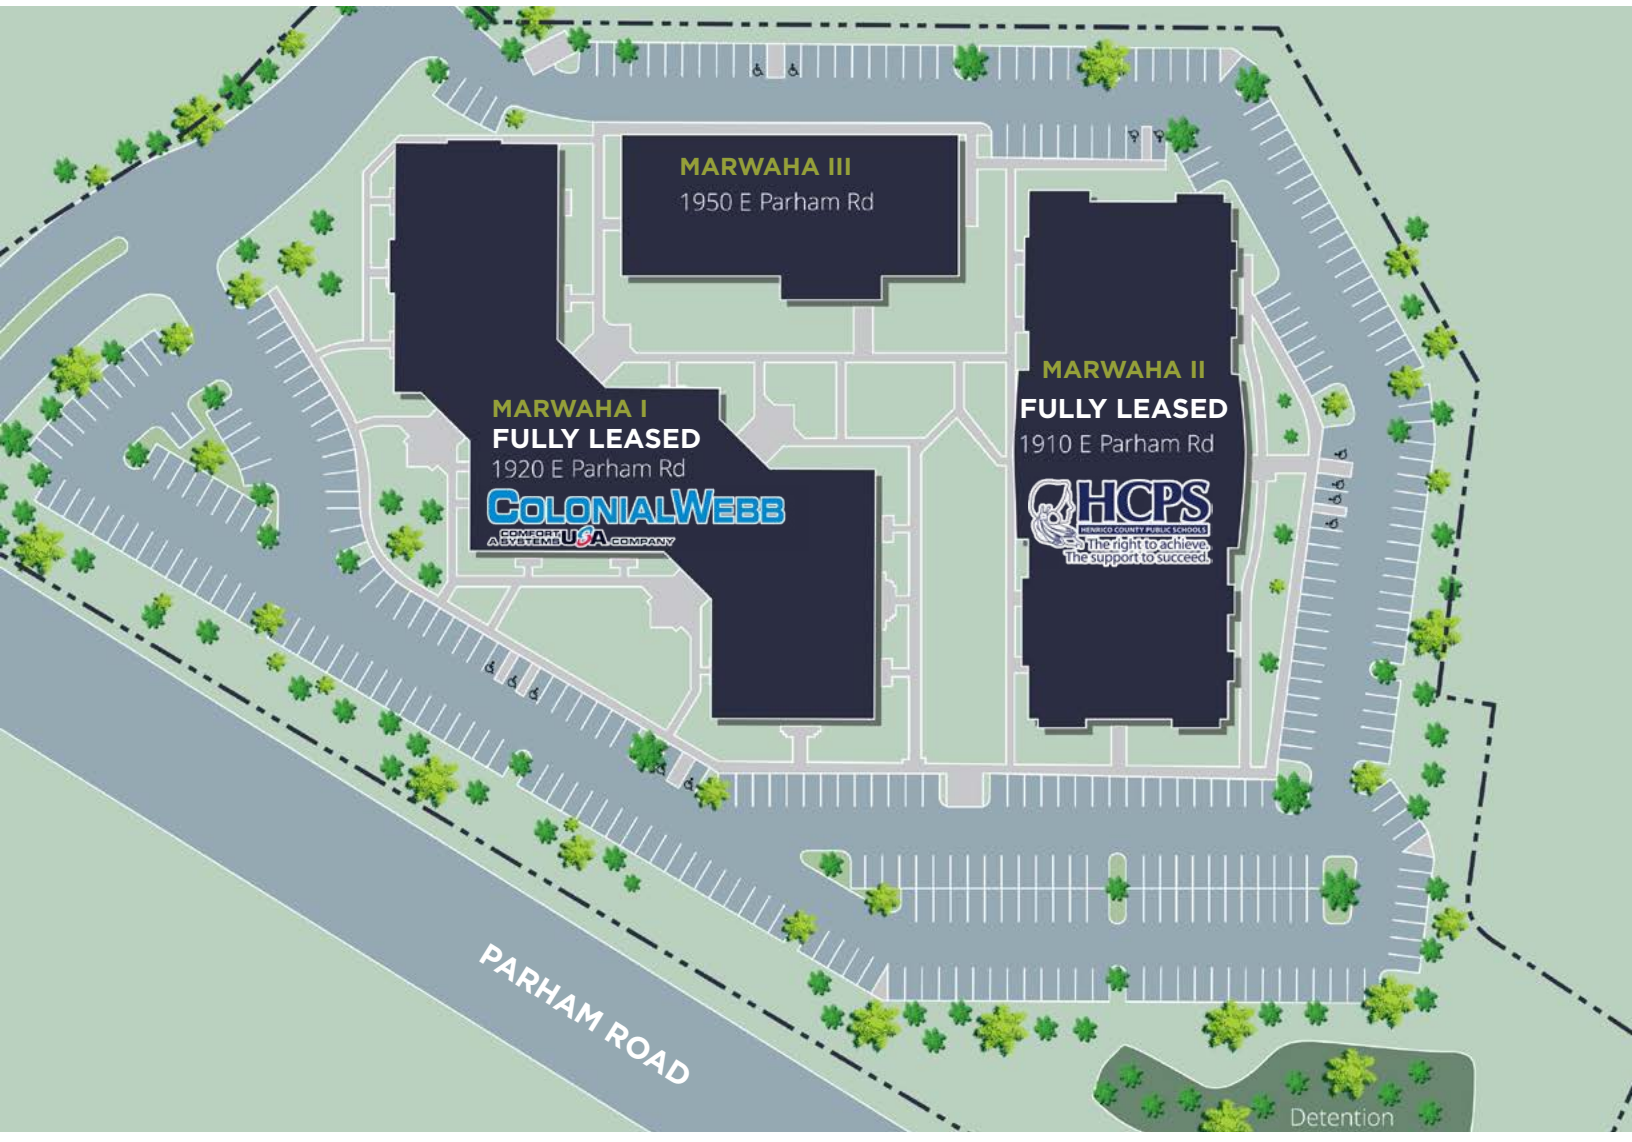 MARWAHA III
1950 E Parham Rd
MARWAHA II
FULLY LEASED
1910 E Parham Rd
HCPS
HENRICO COUNTY PUBLIC SCHOOLS
The right to achieve.
The support to succeed.
MARWAHA I
FULLY LEASED
1920 E Parham Rd
COLONIALWEBB
COMFORT
A SYSTEMS USA COMPANY
PARHAM ROAD
Detention